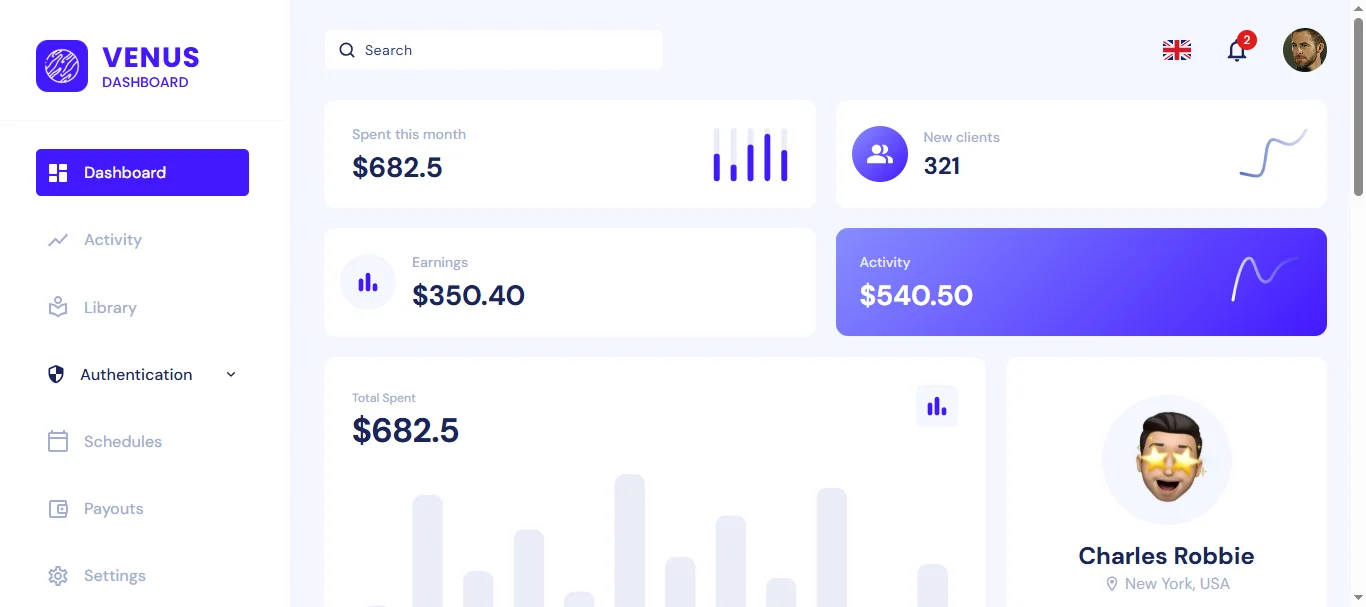 VENUS
DASHBOARD
Search
2
Dashboard
Activity
Library
Authentication
Schedules
Payouts
Settings
Spent this month
$682.5
New clients
321
Earnings
$350.40
Activity
$540.50
Total Spent
$682.5
Charles Robbie
New York, USA